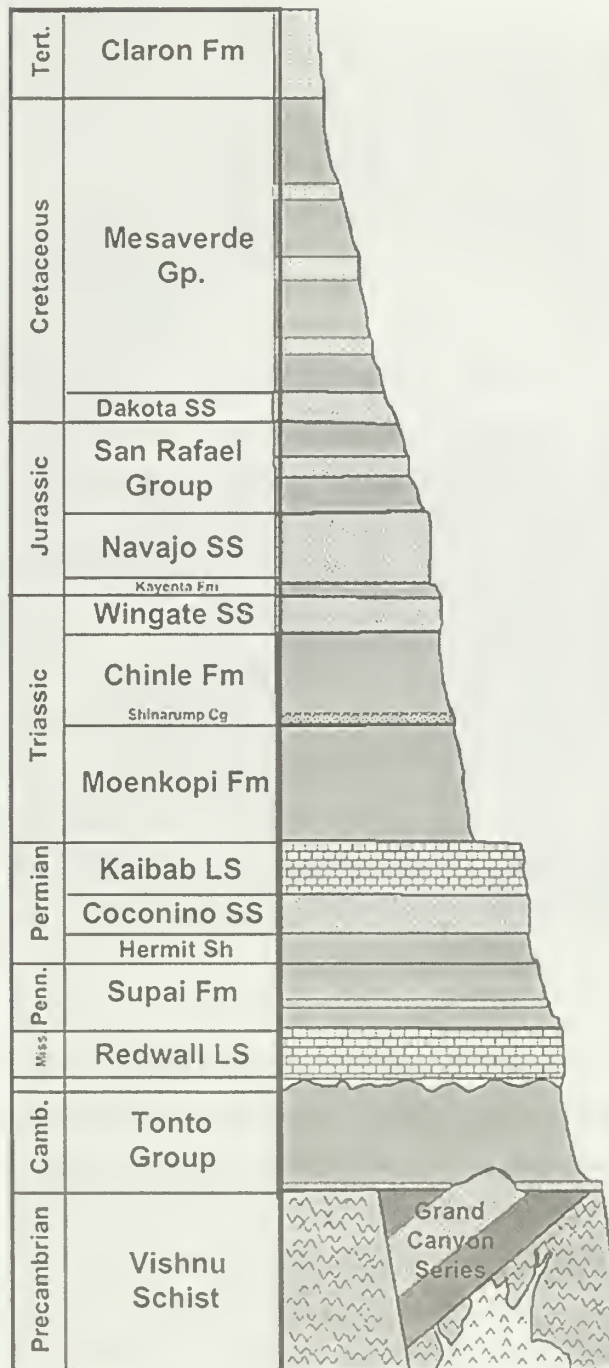 Tert.
Claron Fm
Cretaceous
Mesaverde
Gp.
Dakota SS
Jurassic
San Rafael
Group
Navajo SS
Kayenta Fm
Triassic
Wingate SS
Chinle Fm
Shinarump Cg
Moenkopi Fm
Permian
Kaibab LS
Coconino SS
Hermit Sh
Penn.
Supai Fm
Miss.
Redwall LS
Camb.
Tonto
Group
Precambrian
Vishnu
Schist
Grand
Canyon
Series